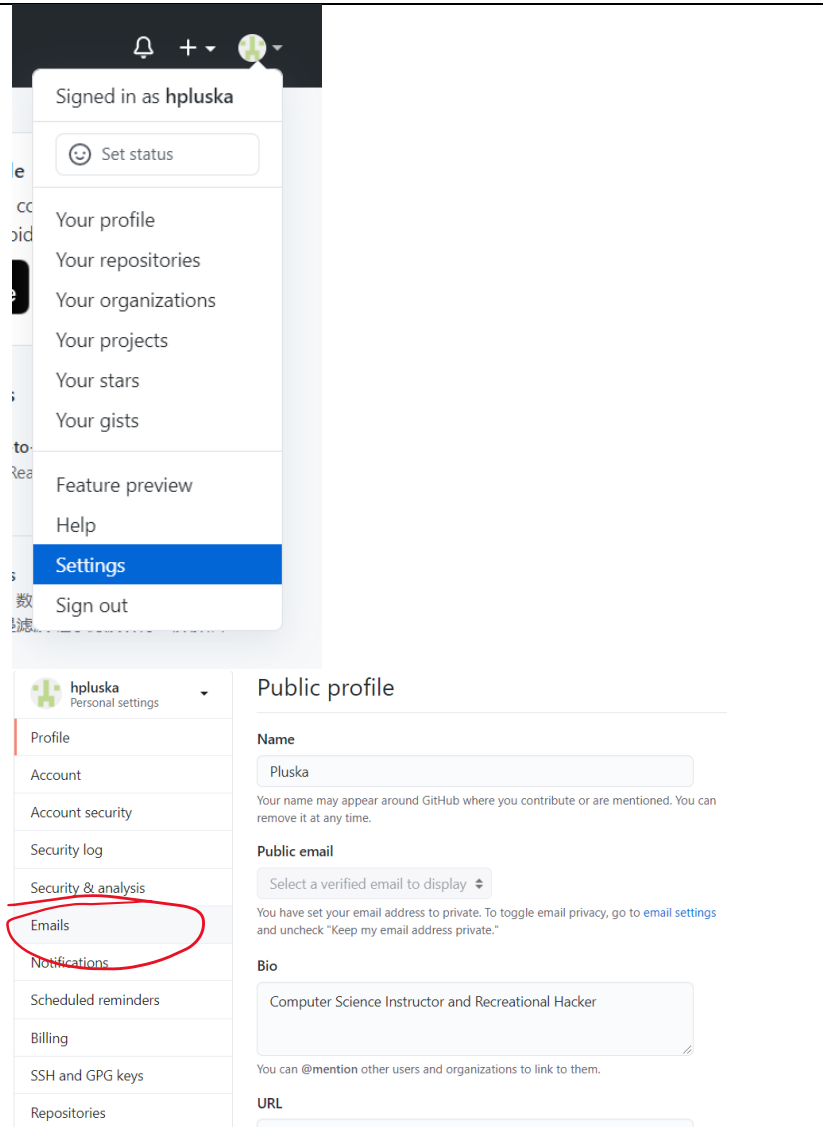 Signed in as hpluska
Set status
le
Your profile
Your repositories
Your organizations
Your projects
Your stars
Your gists
-to-
Feature preview
Help
Settings
数
Sign out
滤
hpluska
Personal settings
Profile
Account
Account security
Security log
Security & analysis
Emails
Notifications
Scheduled reminders
Billing
SSH and GPG keys
Repositories
Public profile
Name
Pluska
Your name may appear around GitHub where you contribute or are mentioned. You can
remove it at any time.
Public email
Select a verified email to display
You have set your email address to private. To toggle email privacy, go to email settings
and uncheck "Keep my email address private."
Bio
Computer Science Instructor and Recreational Hacker
You can @mention other users and organizations to link to them.
URL